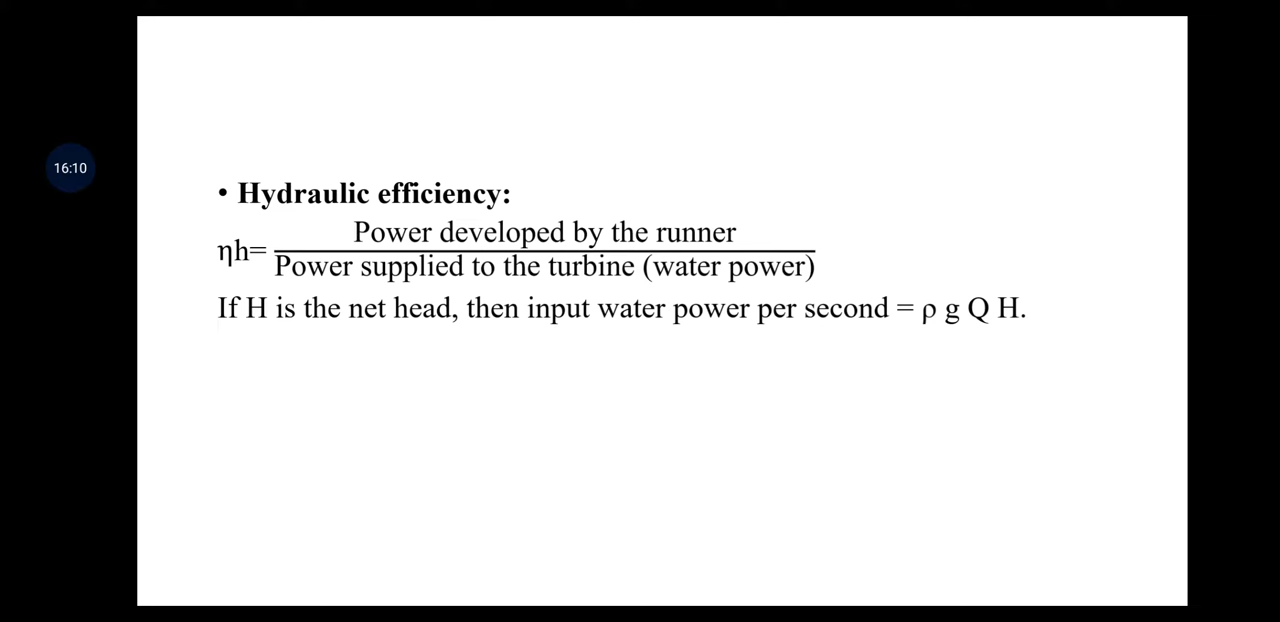 16:10
• Hydraulic efficiency:
ηh= Power developed by the runner
Power supplied to the turbine (water power)
If H is the net head, then input water power per second = ρ g Q H.